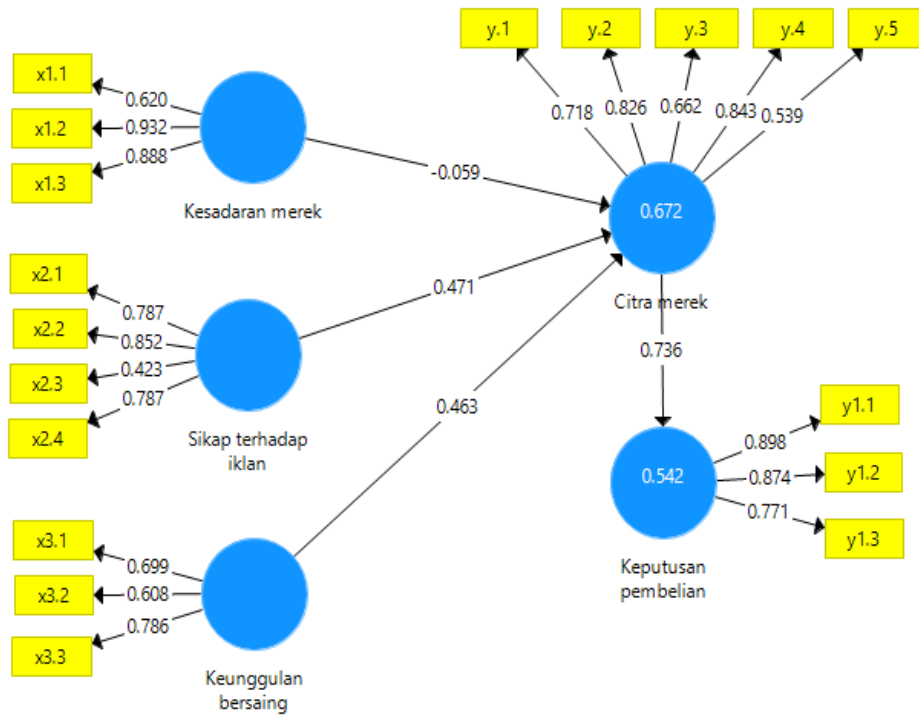 y.1
y.2
y.3
y.4
y.5
x1.1
x1.2
x1.3
0.620
0.932
0.888
Kesadaran merek
-0.059
0.718
0.826
0.662
0.843
0.539
0.672
Citra merek
x2.1
x2.2
x2.3
x2.4
0.787
0.852
0.423
0.787
Sikap terhadap
iklan
0.471
0.463
0.736
x3.1
x3.2
x3.3
0.699
0.608
0.786
Keunggulan
bersaing
0.542
Keputusan
pembelian
0.898
0.874
0.771
y1.1
y1.2
y1.3